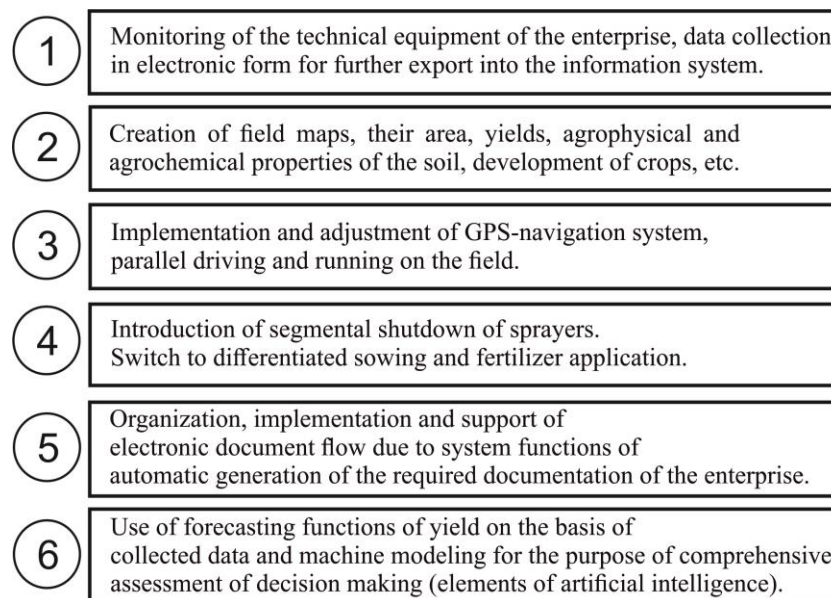 1
Monitoring of the technical equipment of the enterprise, data collection
in electronic form for further export into the information system.
2
Creation of field maps, their area, yields, agrophysical and
agrochemical properties of the soil, development of crops, etc.
3
Implementation and adjustment of GPS-navigation system,
parallel driving and running on the field.
4
Introduction of segmental shutdown of sprayers.
Switch to differentiated sowing and fertilizer application.
5
Organization, implementation and support of
electronic document flow due to system functions of
automatic generation of the required documentation of the enterprise.
6
Use of forecasting functions of yield on the basis of
collected data and machine modeling for the purpose of comprehensive
assessment of decision making (elements of artificial intelligence).